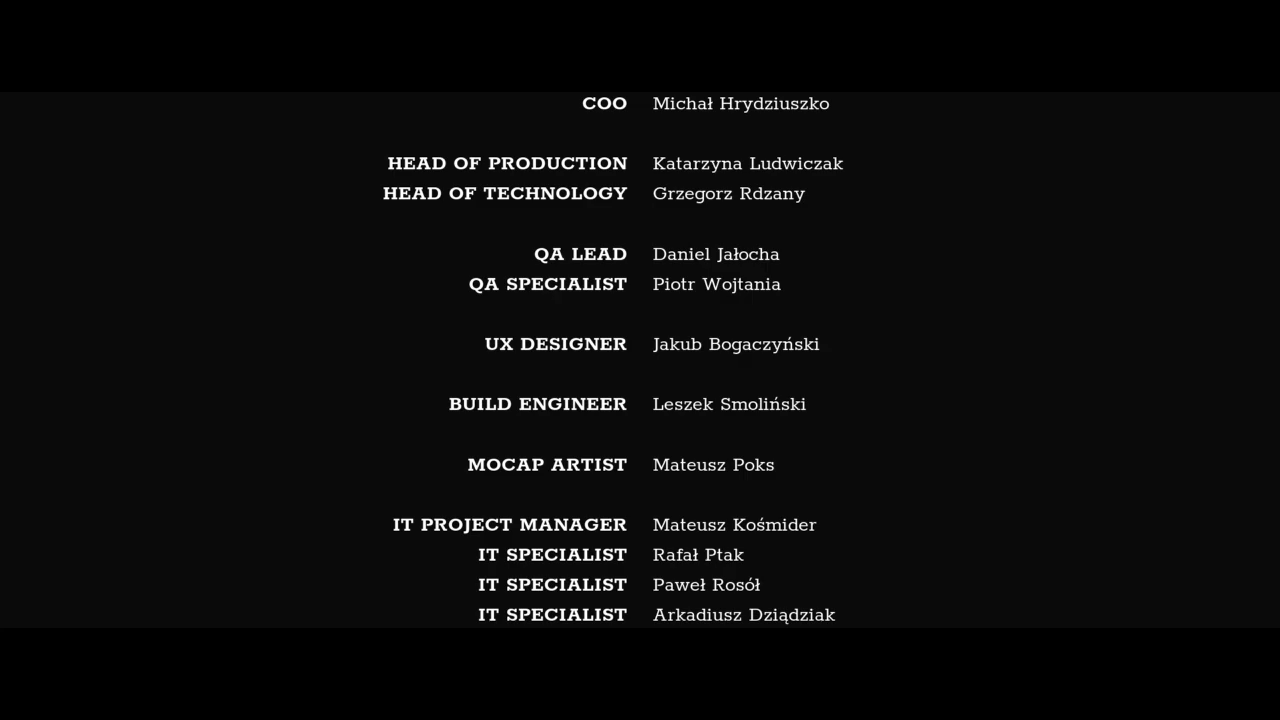 COO Michał Hrydziuszko
HEAD OF PRODUCTION Katarzyna Ludwiczak
HEAD OF TECHNOLOGY Grzegorz Rdzany
QA LEAD Daniel Jałocha
QA SPECIALIST Piotr Wojtania
UX DESIGNER Jakub Bogaczyński
BUILD ENGINEER Leszek Smoliński
MOCAP ARTIST Mateusz Poks
IT PROJECT MANAGER Mateusz Kośmider
IT SPECIALIST Rafał Ptak
IT SPECIALIST Paweł Rosół
IT SPECIALIST Arkadiusz Dziądziak